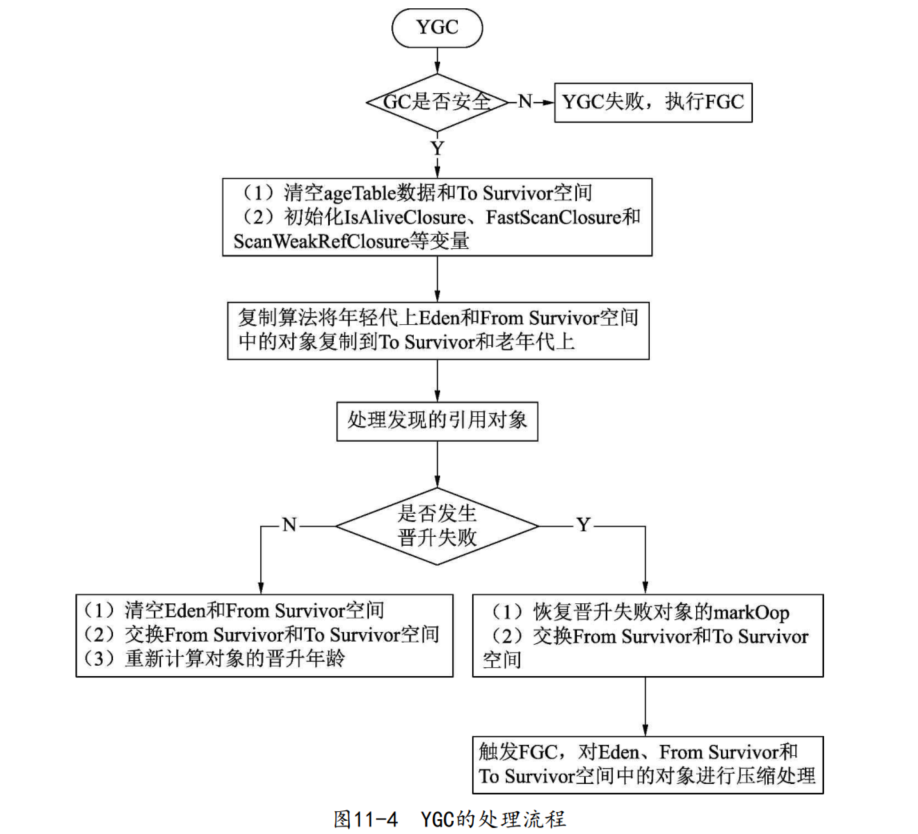 YGC
GC是否安全
N
YGC失败，执行FGC
Y
（1）清空ageTable数据和To Survivor空间
（2）初始化IsAliveClosure、FastScanClosure和
ScanWeakRefClosure等变量
复制算法将年轻代上Eden和From Survivor空间
中的对象复制到To Survivor和老年代上
处理发现的引用对象
是否发生
晋升失败
N
Y
（1）清空Eden和From Survivor空间
（2）交换From Survivor和To Survivor空间
（3）重新计算对象的晋升年龄
（1）恢复晋升失败对象的markOop
（2）交换From Survivor和To Survivor
空间
触发FGC，对Eden、From Survivor和
To Survivor空间中的对象进行压缩处理
图11-4 YGC的处理流程